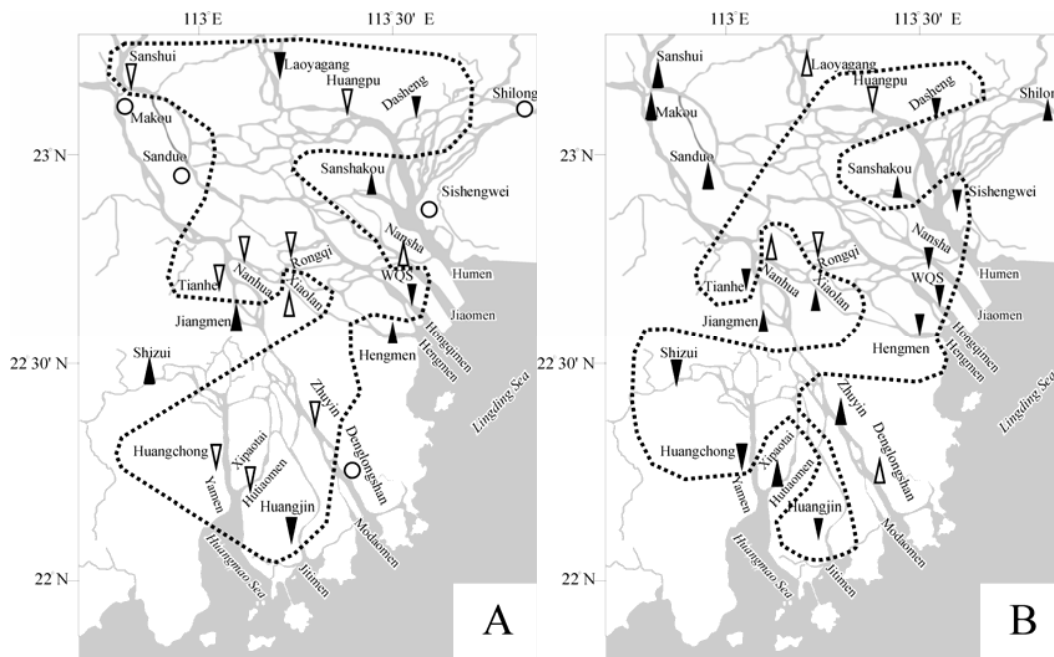 113°E
113°30' E
113°E
113°30' E
23°N
22°30' N
22°N
Sanshui
Laoyagang
Huangpu
Dasheng
Shilong
Makou
Sanduo
Sanshakou
Sishengwei
Nansha
Rongqi
Nanhua
Tianhe
Xiaolan
WQS
Humen
Jiaomen
Jiangmen
Hongqimen
Hengmen
Hengmen
Shizui
Zhuyin
Lingding Sea
Huangchong
Xipaotai
Hutiaomen
Denglongshan
Yamen
Huangjin
Modaomen
Huangmao Sea
Jitimen
A
23°N
22°30' N
22°N
Sanshui
Laoyagang
Huangpu
Dasheng
Shilong
Makou
Sanduo
Sanshakou
Sishengwei
Nansha
Rongqi
Nanhua
Tianhe
Xiaolan
WQS
Humen
Jiaomen
Jiangmen
Hongqimen
Hengmen
Hengmen
Shizui
Zhuyin
Lingding Sea
Huangchong
Xipaotai
Hutiaomen
Denglongshan
Yamen
Huangjin
Modaomen
Huangmao Sea
Jitimen
B